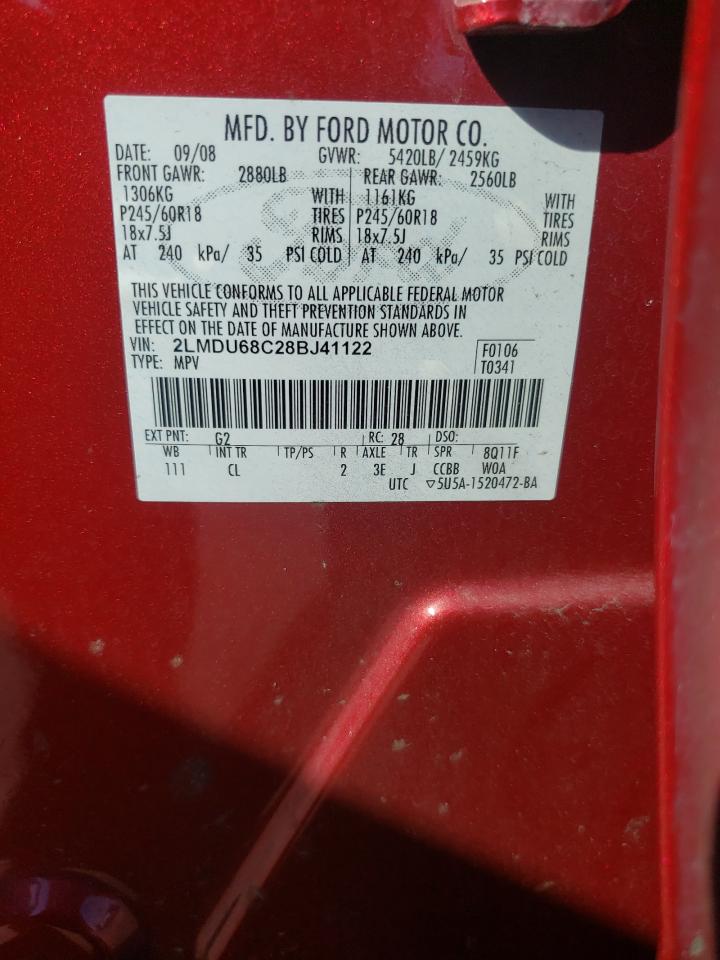 MFD. BY FORD MOTOR CO.
DATE: 09/08 GVWR: 5420LB/ 2459KG
FRONT GAWR: 2880LB REAR GAWR: 2560LB
1306KG WITH 1161KG WITH
P245/60R18 TIRES P245/60R18 TIRES
18x7.5J RIMS 18x7.5J RIMS
AT 240 kPa/ 35 PSI COLD AT 240 kPa/ 35 PSI COLD
THIS VEHICLE CONFORMS TO ALL APPLICABLE FEDERAL MOTOR
VEHICLE SAFETY AND THEFT PREVENTION STANDARDS IN
EFFECT ON THE DATE OF MANUFACTURE SHOWN ABOVE.
VIN: 2LMDU68C28BJ41122 F0106
TYPE: MPV T0341
EXT PNT: G2 RC: 28 DSO:
WB INT TR TP/PS R AXLE TR SPR 8Q11F
111 CL 2 3E J CCBB WOA
UTC ▽5U5A-1520472-BA